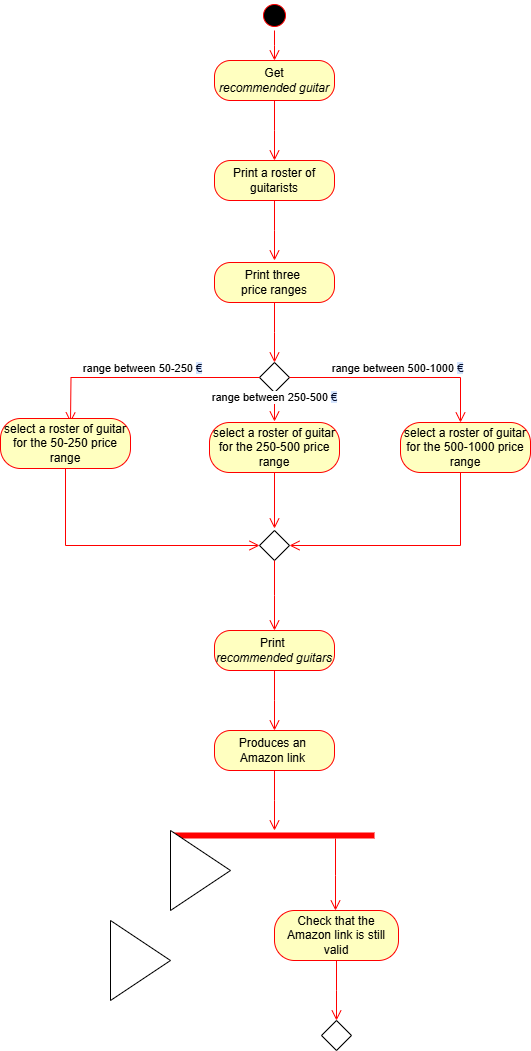 Get
recommended guitar
Print a roster of
guitarists
Print three
price ranges
range between 50-250 €
range between 500-1000 €
range between 250-500 €
select a roster of guitar
for the 50-250 price
range
select a roster of guitar
for the 250-500 price
range
select a roster of guitar
for the 500-1000 price
range
Print
recommended guitars
Produces an
Amazon link
Check that the
Amazon link is still
valid